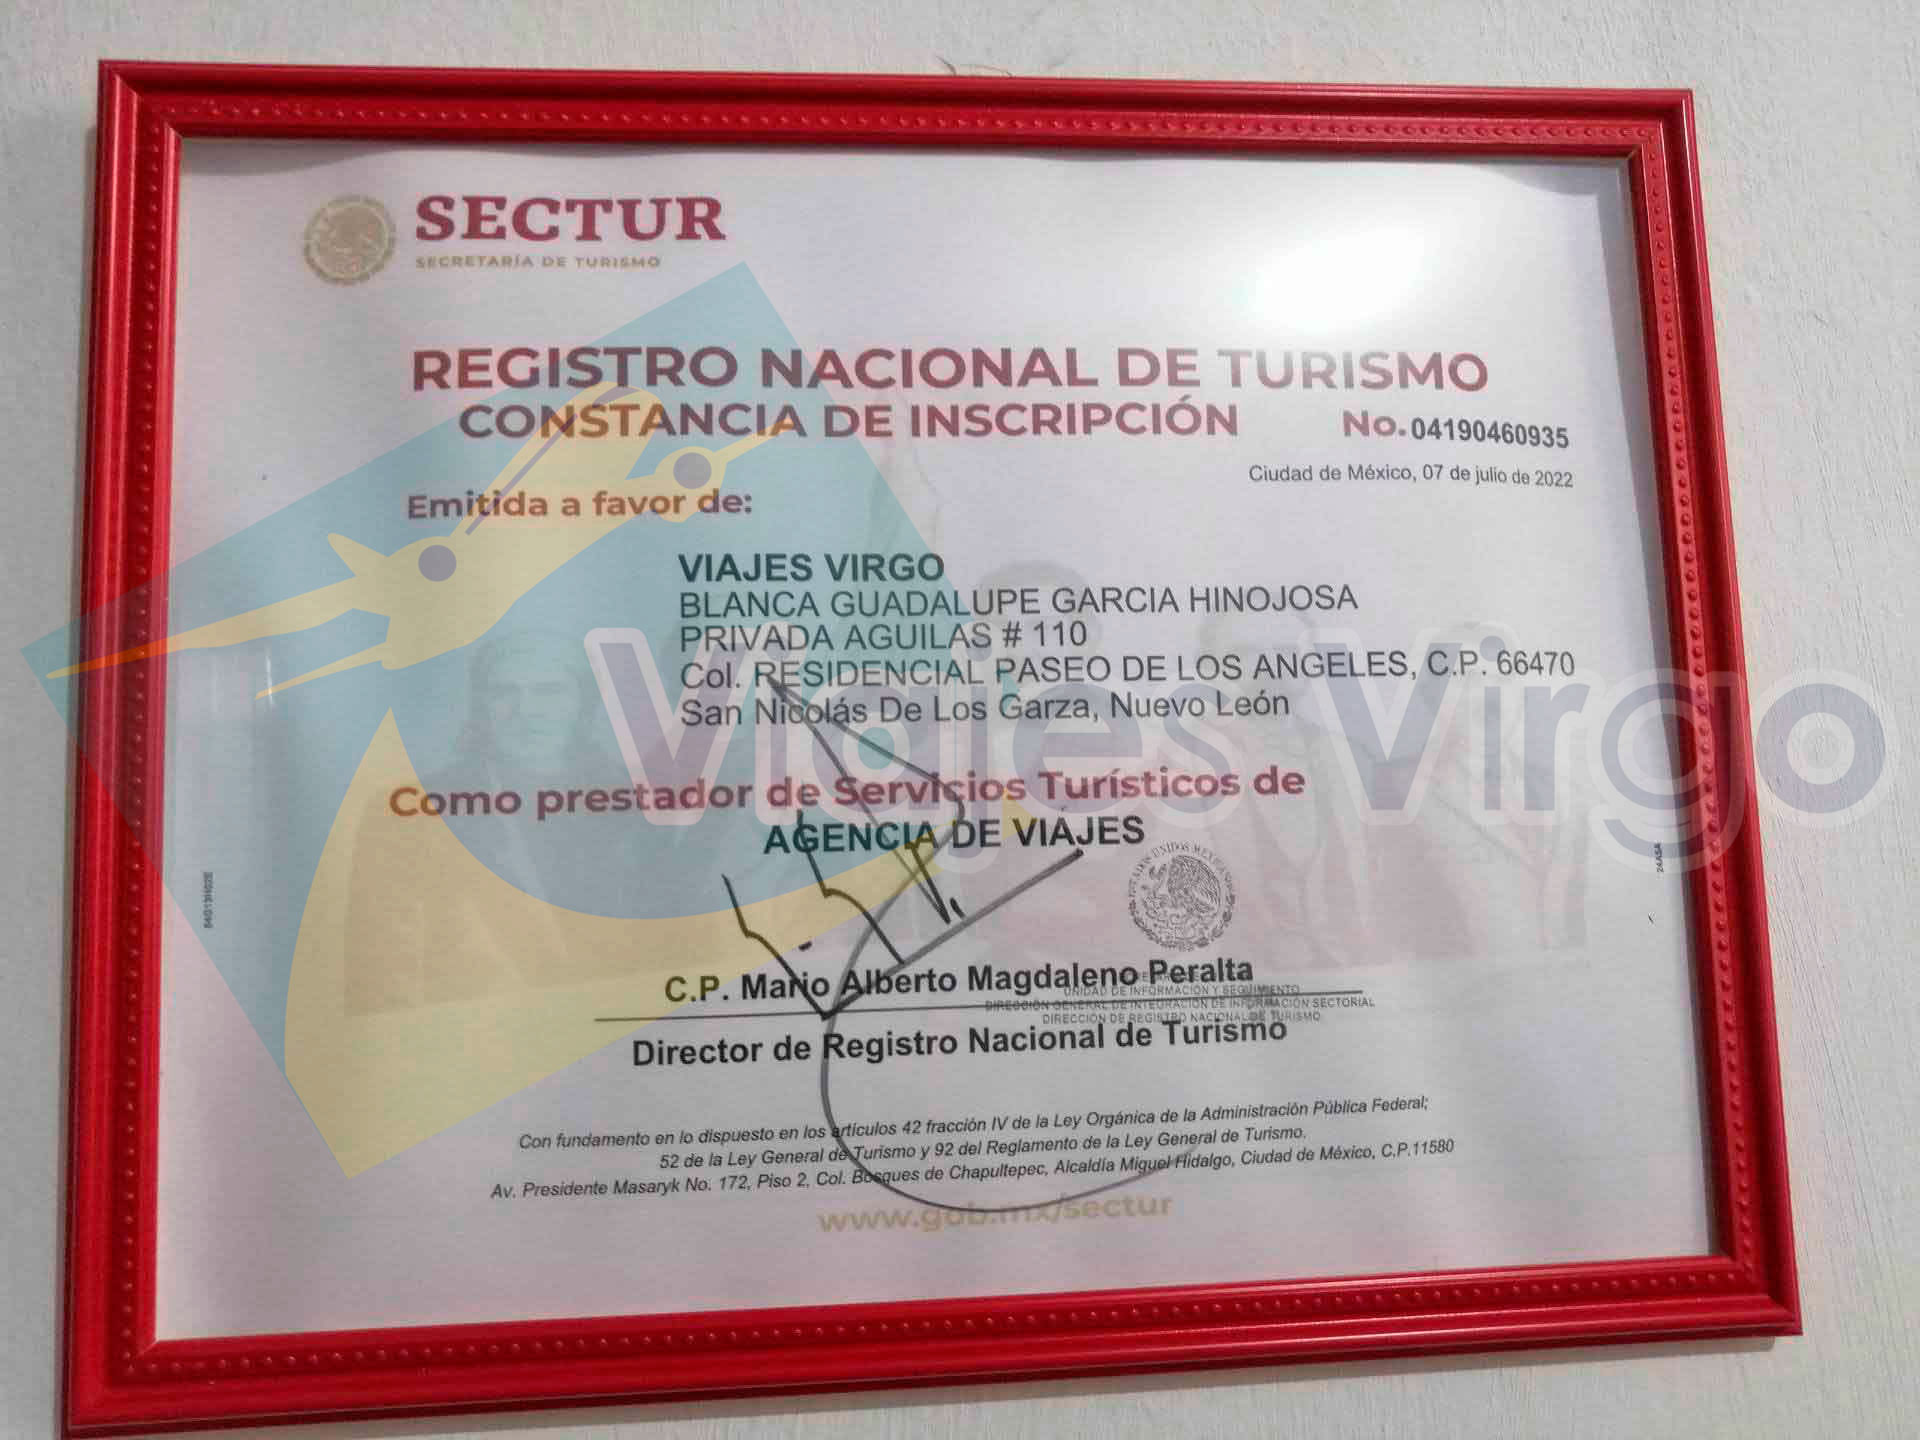 SECTUR
SECRETARÍA DE TURISMO
REGISTRO NACIONAL DE TURISMO
CONSTANCIA DE INSCRIPCIÓN
No. 04190460935
Ciudad de México, 07 de julio de 2022
Emitida a favor de:
VIAJES VIRGO
BLANCA GUADALUPE GARCIA HINOJOSA
PRIVADA AGUILAS # 110
Col. RESIDENCIAL PASEO DE LOS ANGELES, C.P. 66470
San Nicolás De Los Garza, Nuevo León
Viajes Virgo
Como prestador de Servicios Turísticos de
AGENCIA DE VIAJES
ESTADOS UNIDOS MEXICANOS
C.P. Mario Alberto Magdaleno Peralta
UNIDAD DE INFORMACIÓN Y SEGUIMIENTO
DIRECCIÓN GENERAL DE INTEGRACIÓN DE INFORMACIÓN SECTORIAL
DIRECCIÓN DE REGISTRO NACIONAL DE TURISMO
Director de Registro Nacional de Turismo
Con fundamento en lo dispuesto en los artículos 42 fracción IV de la Ley Orgánica de la Administración Pública Federal;
52 de la Ley General de Turismo y 92 del Reglamento de la Ley General de Turismo.
Av. Presidente Masaryk No. 172, Piso 2, Col. Bosques de Chapultepec, Alcaldía Miguel Hidalgo, Ciudad de México, C.P.11580
www.gob.mx/sectur